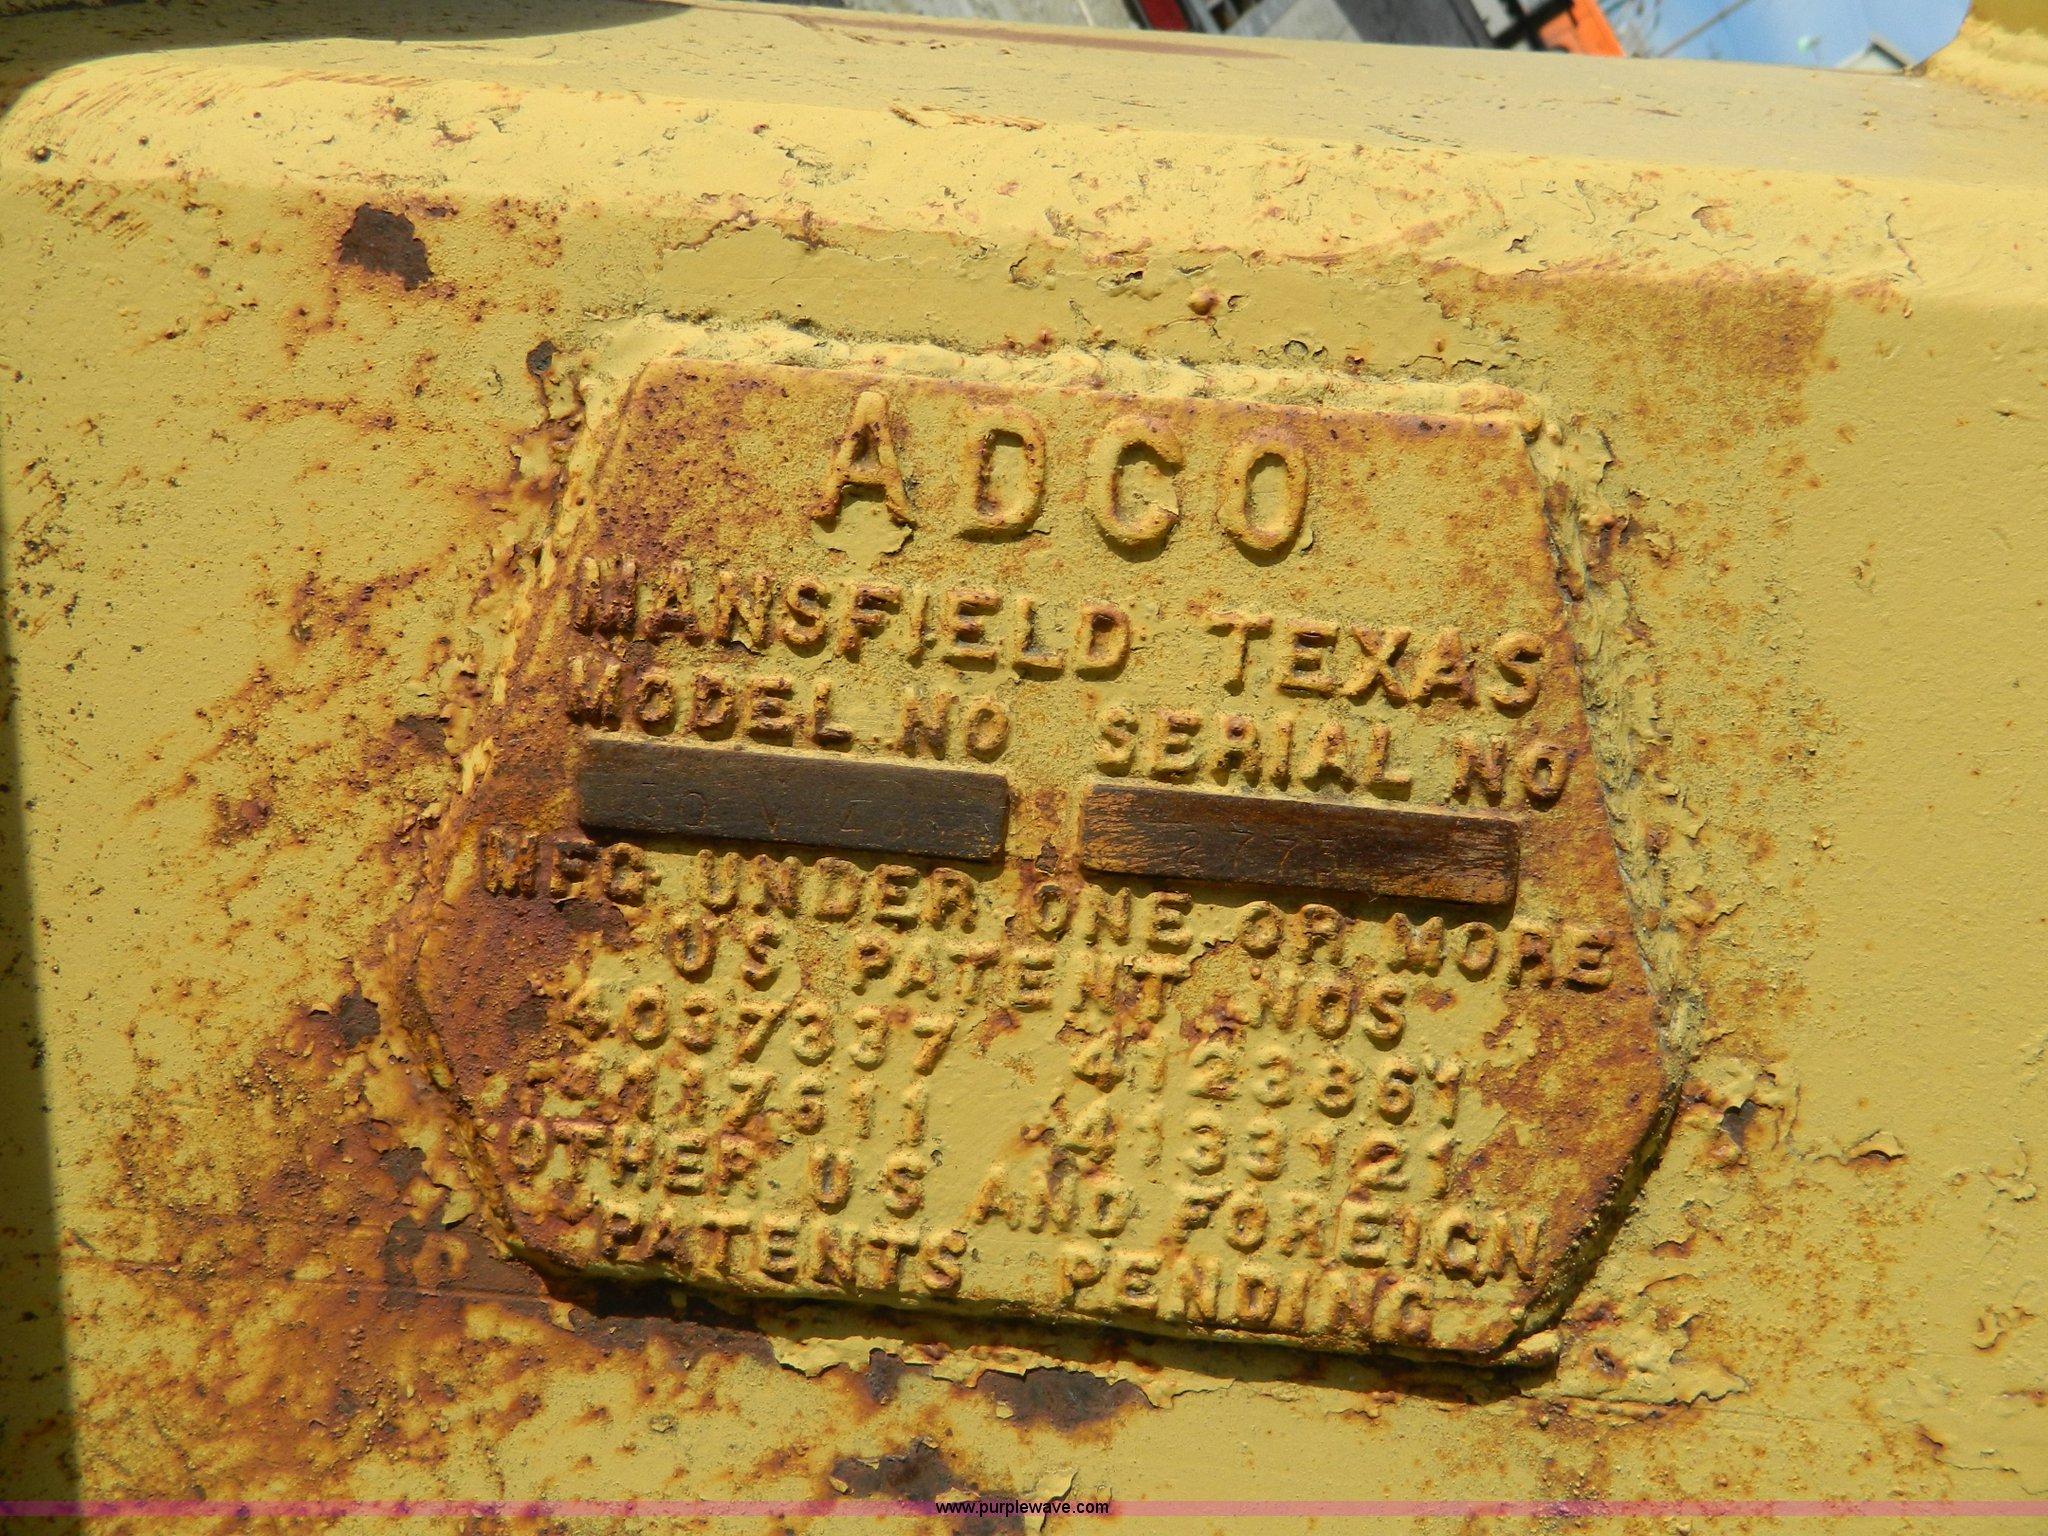 ADCO
MANSFIELD TEXAS
MODEL NO SERIAL NO
MFG UNDER ONE OR MORE
US PATENT NOS
4037337 4123861
4117611 4133121
OTHER US AND FOREIGN
PATENTS PENDING
www.purplewave.com